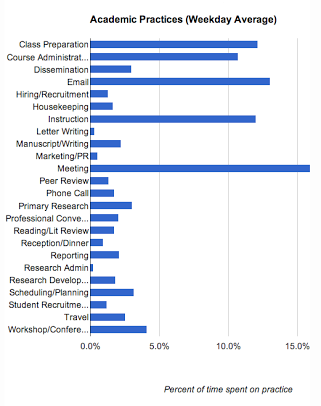 Academic Practices (Weekday Average)
Class Preparation
Course Administrat...
Dissemination
Email
Hiring/Recruitment
Housekeeping
Instruction
Letter Writing
Manuscript/Writing
Marketing/PR
Meeting
Peer Review
Phone Call
Primary Research
Professional Conve...
Reading/Lit Review
Reception/Dinner
Reporting
Research Admin
Research Develop...
Scheduling/Planning
Student Recruitme...
Travel
Workshop/Confere...
0.0% 5.0% 10.0% 15.0%
Percent of time spent on practice